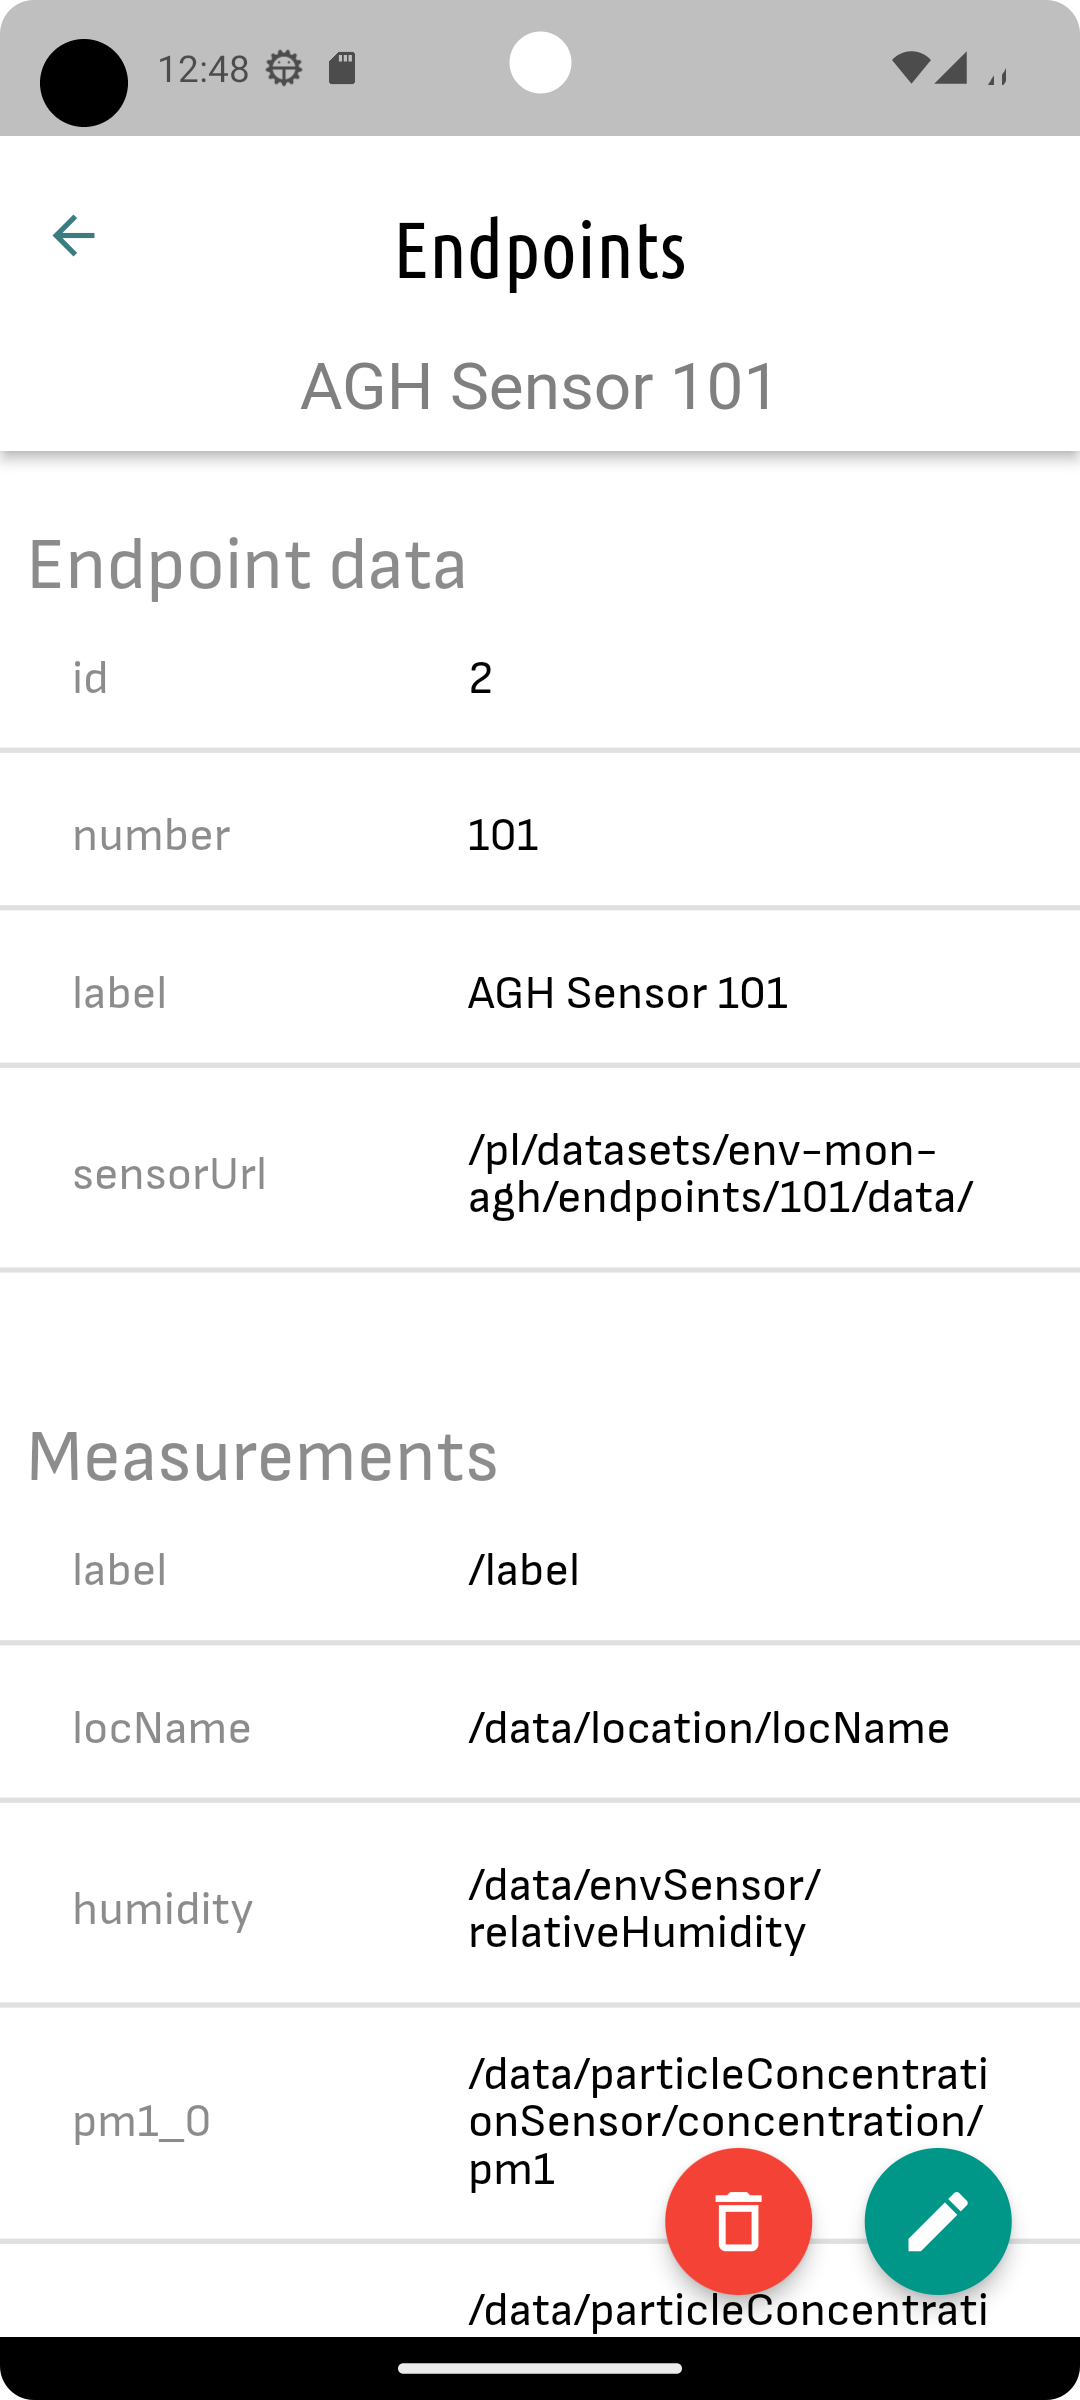 12:48
Endpoints
AGH Sensor 101
Endpoint data
id 2
number 101
label AGH Sensor 101
sensorUrl /pl/datasets/env-mon-
agh/endpoints/101/data/
Measurements
label /label
locName /data/location/locName
humidity /data/envSensor/
relativeHumidity
pm1_0 /data/particleConcentrati
onSensor/concentration/
pm1
/data/particleConcentrati